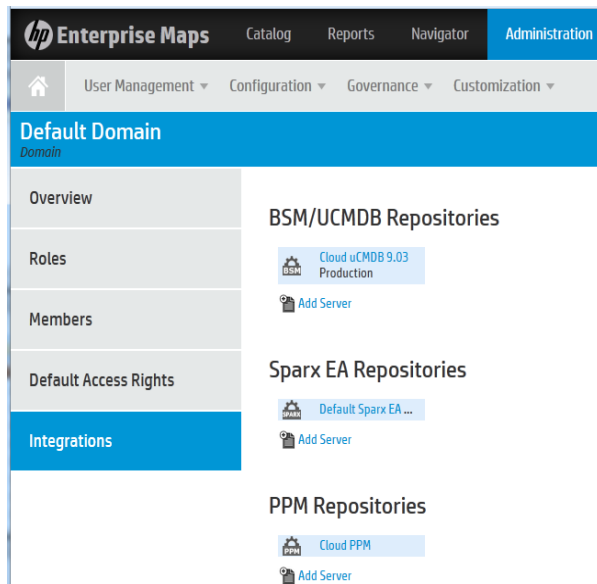 hp Enterprise Maps Catalog Reports Navigator Administration
User Management Configuration Governance Customization
Default Domain
Domain
Overview
Roles
Members
Default Access Rights
Integrations
BSM/UCMDB Repositories
BSM
Cloud uCMDB 9.03
Production
Add Server
Sparx EA Repositories
SPARX
Default Sparx EA ...
Add Server
PPM Repositories
PPM
Cloud PPM
Add Server